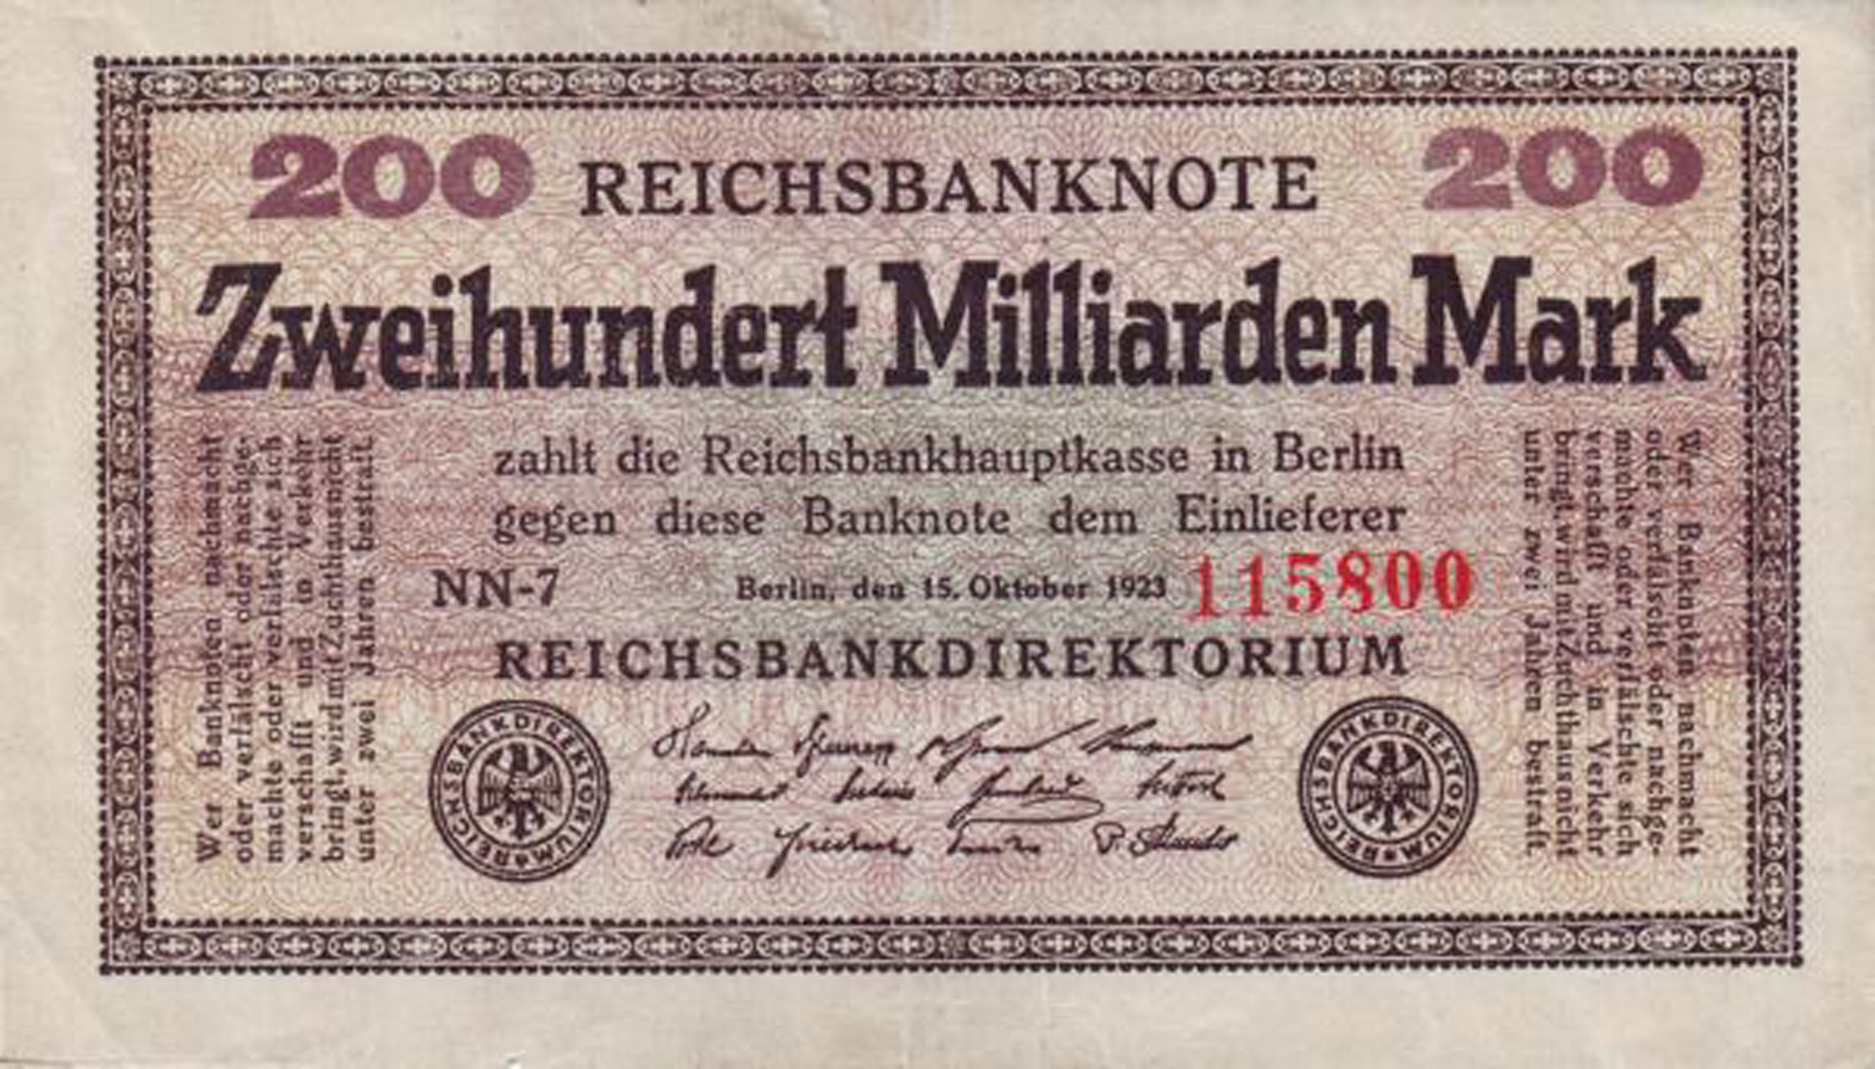 200 REICHSBANKNOTE 200
Zweihundert Milliarden Mark
zahlt die Reichsbankhauptkasse in Berlin
gegen diese Banknote dem Einlieferer
NN-7 Berlin, den 15. Oktober 1923 115800
REICHSBANKDIREKTORIUM
Wer Banknoten nachmacht
oder verfälscht oder nachge-
machte oder verfälschte sich
verschafft und in Verkehr
bringt, wird mit Zuchthaus nicht
unter zwei Jahren bestraft.
REICHSBANKDIREKTORIUM
REICHSBANKDIREKTORIUM
Wer Banknoten nachmacht
oder verfälscht oder nachge-
machte oder verfälschte sich
verschafft und in Verkehr
bringt, wird mit Zuchthaus nicht
unter zwei Jahren bestraft.